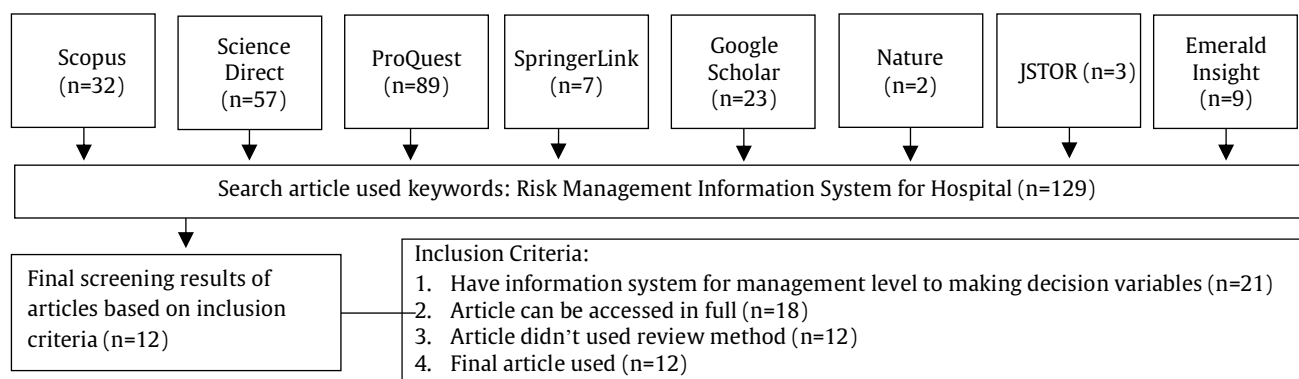 Scopus
(n=32)
Science
Direct
(n=57)
ProQuest
(n=89)
SpringerLink
(n=7)
Google
Scholar
(n=23)
Nature
(n=2)
JSTOR (n=3)
Emerald
Insight
(n=9)
Search article used keywords: Risk Management Information System for Hospital (n=129)
Final screening results of
articles based on inclusion
criteria (n=12)
Inclusion Criteria:
1. Have information system for management level to making decision variables (n=21)
2. Article can be accessed in full (n=18)
3. Article didn't used review method (n=12)
4. Final article used (n=12)